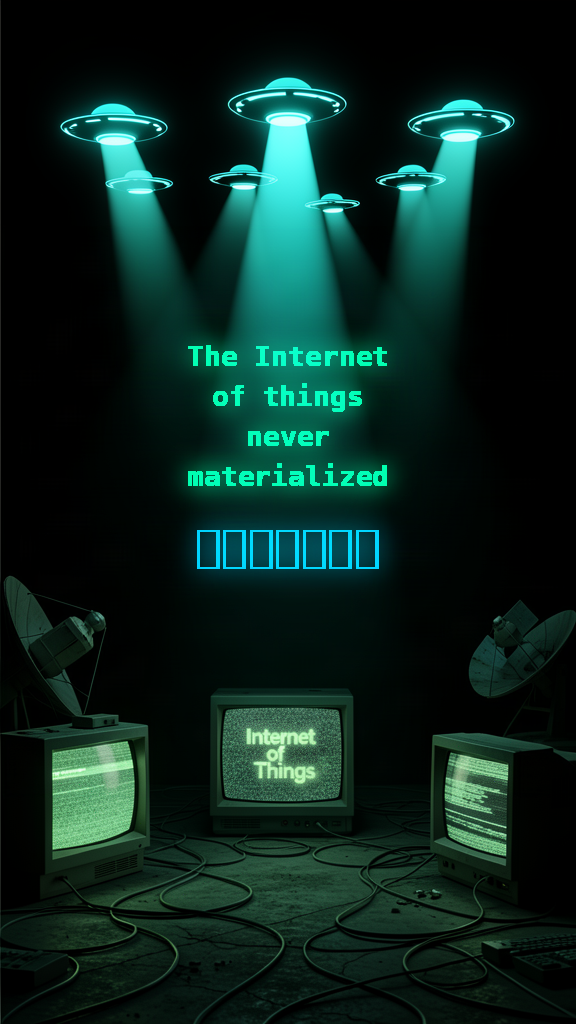 The Internet
of things
never
materialized
Internet
of
Things